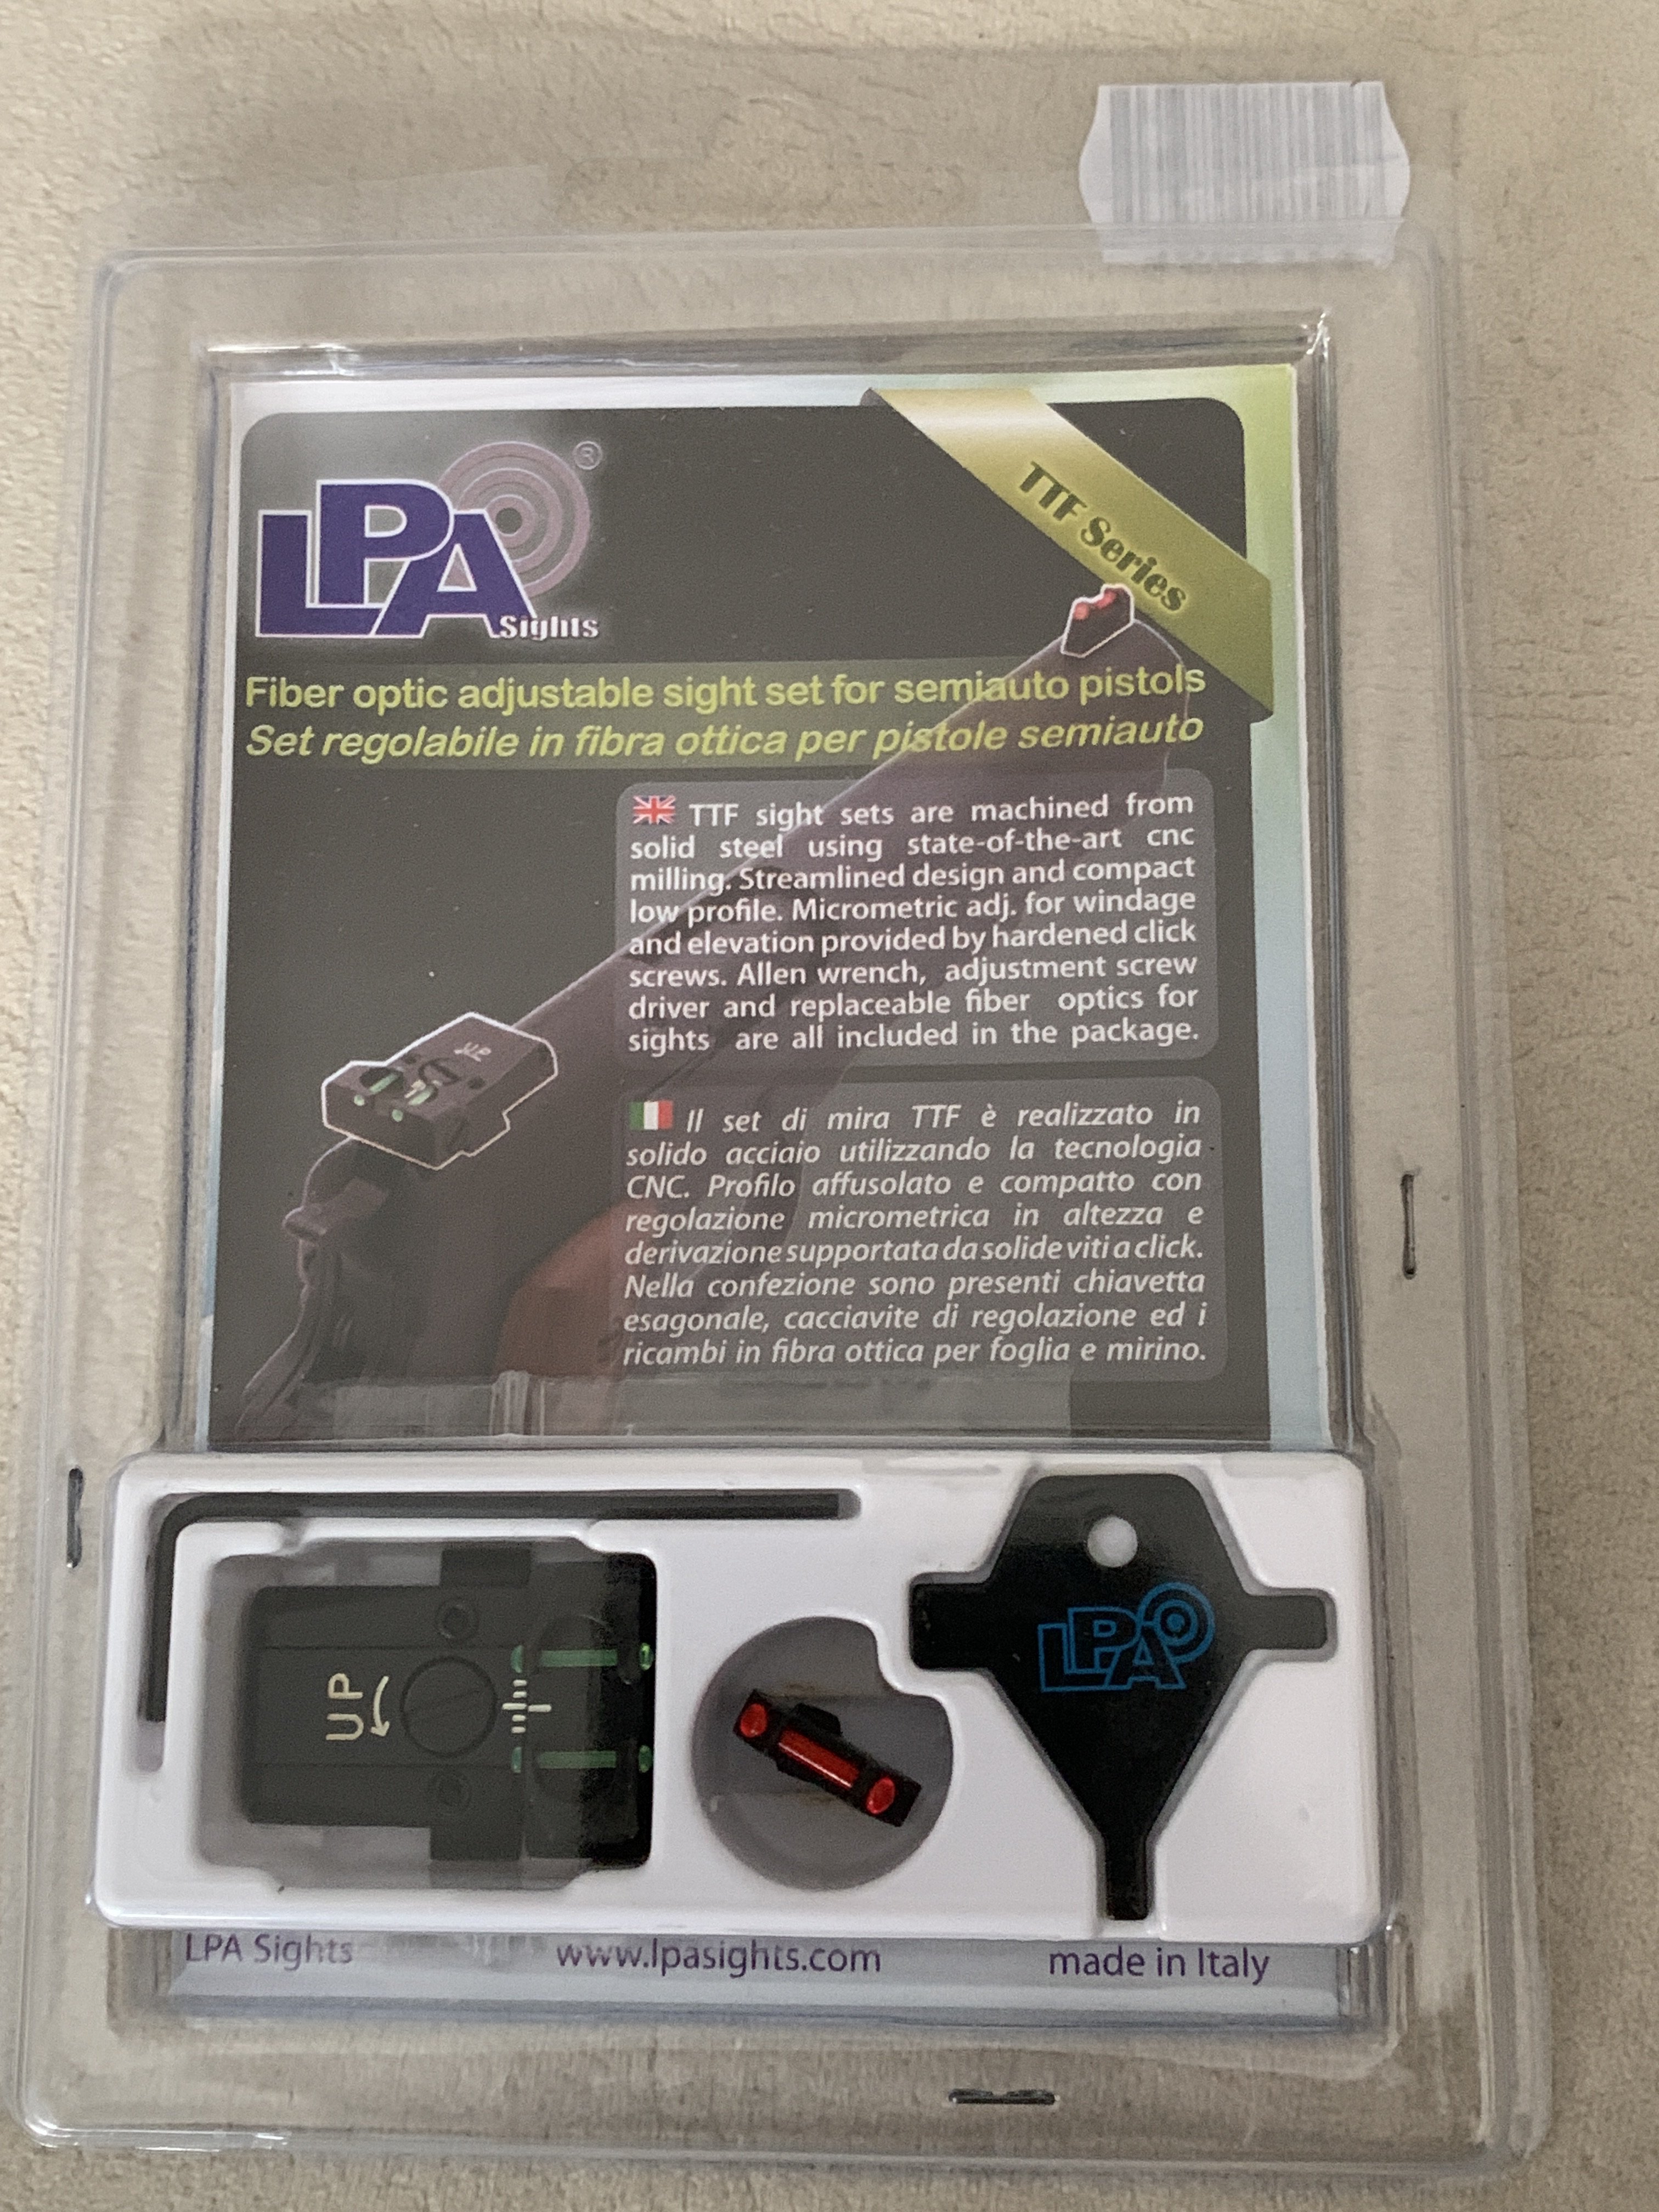 LPA
®
Sights
TTF Series
Fiber optic adjustable sight set for semiauto pistols
Set regolabile in fibra ottica per pistole semiauto
TTF sight sets are machined from
solid steel using state-of-the-art cnc
milling. Streamlined design and compact
low profile. Micrometric adj. for windage
and elevation provided by hardened click
screws. Allen wrench, adjustment screw
driver and replaceable fiber optics for
sights are all included in the package.
UP
Il set di mira TTF è realizzato in
solido acciaio utilizzando la tecnologia
CNC. Profilo affusolato e compatto con
regolazione micrometrica in altezza e
derivazione supportata da solide viti a click.
Nella confezione sono presenti chiavetta
esagonale, cacciavite di regolazione ed i
ricambi in fibra ottica per foglia e mirino.
UP
LPA
LPA Sights www.lpasights.com made in Italy